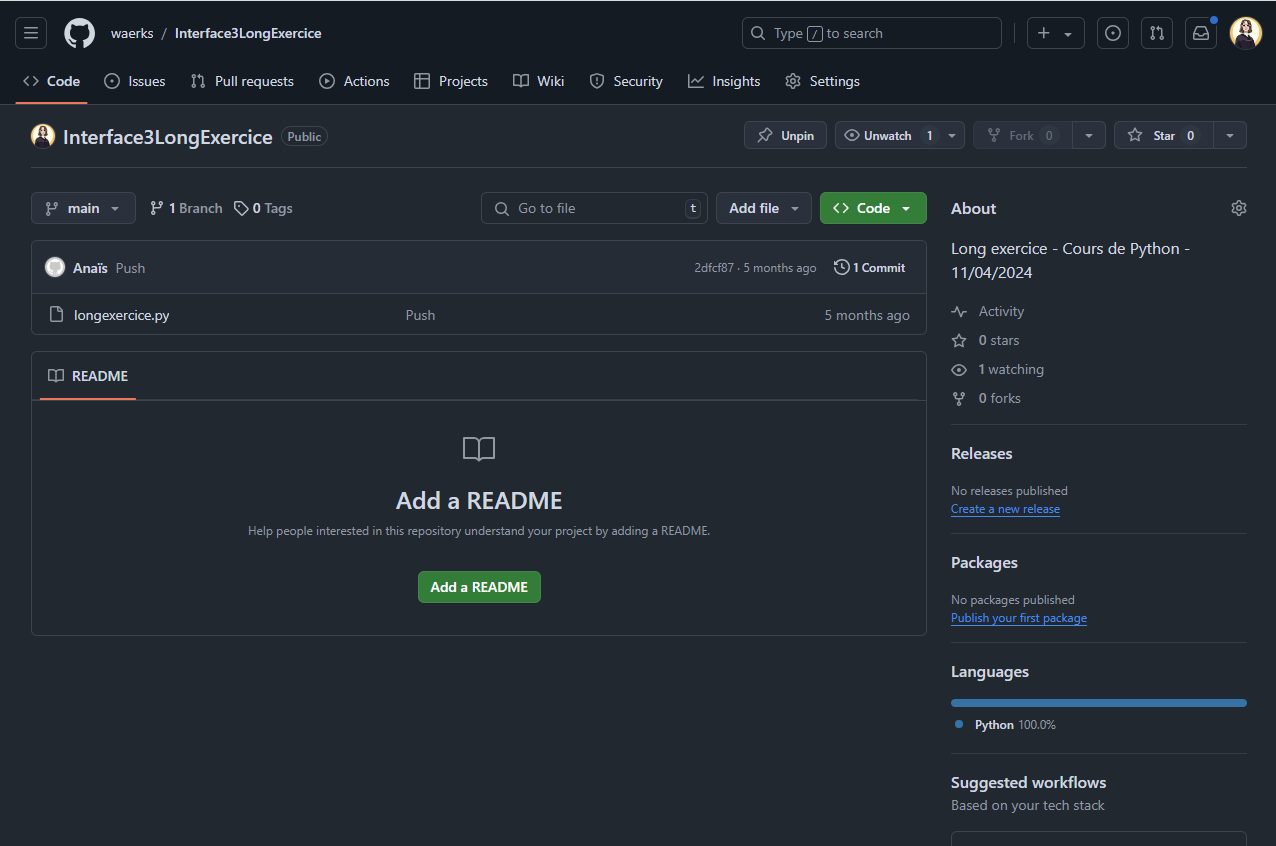 waerks / Interface3LongExercice
Type / to search
Code Issues Pull requests Actions Projects Wiki Security Insights Settings
Interface3LongExercice Public
Unpin Unwatch 1 Fork 0 Star 0
main 1 Branch 0 Tags
Go to file t Add file Code
Anaïs Push 2dfcf87 · 5 months ago 1 Commit
longexercice.py Push 5 months ago
README
Add a README
Help people interested in this repository understand your project by adding a README.
Add a README
About
Long exercice - Cours de Python -
11/04/2024
Activity
0 stars
1 watching
0 forks
Releases
No releases published
Create a new release
Packages
No packages published
Publish your first package
Languages
Python 100.0%
Suggested workflows
Based on your tech stack